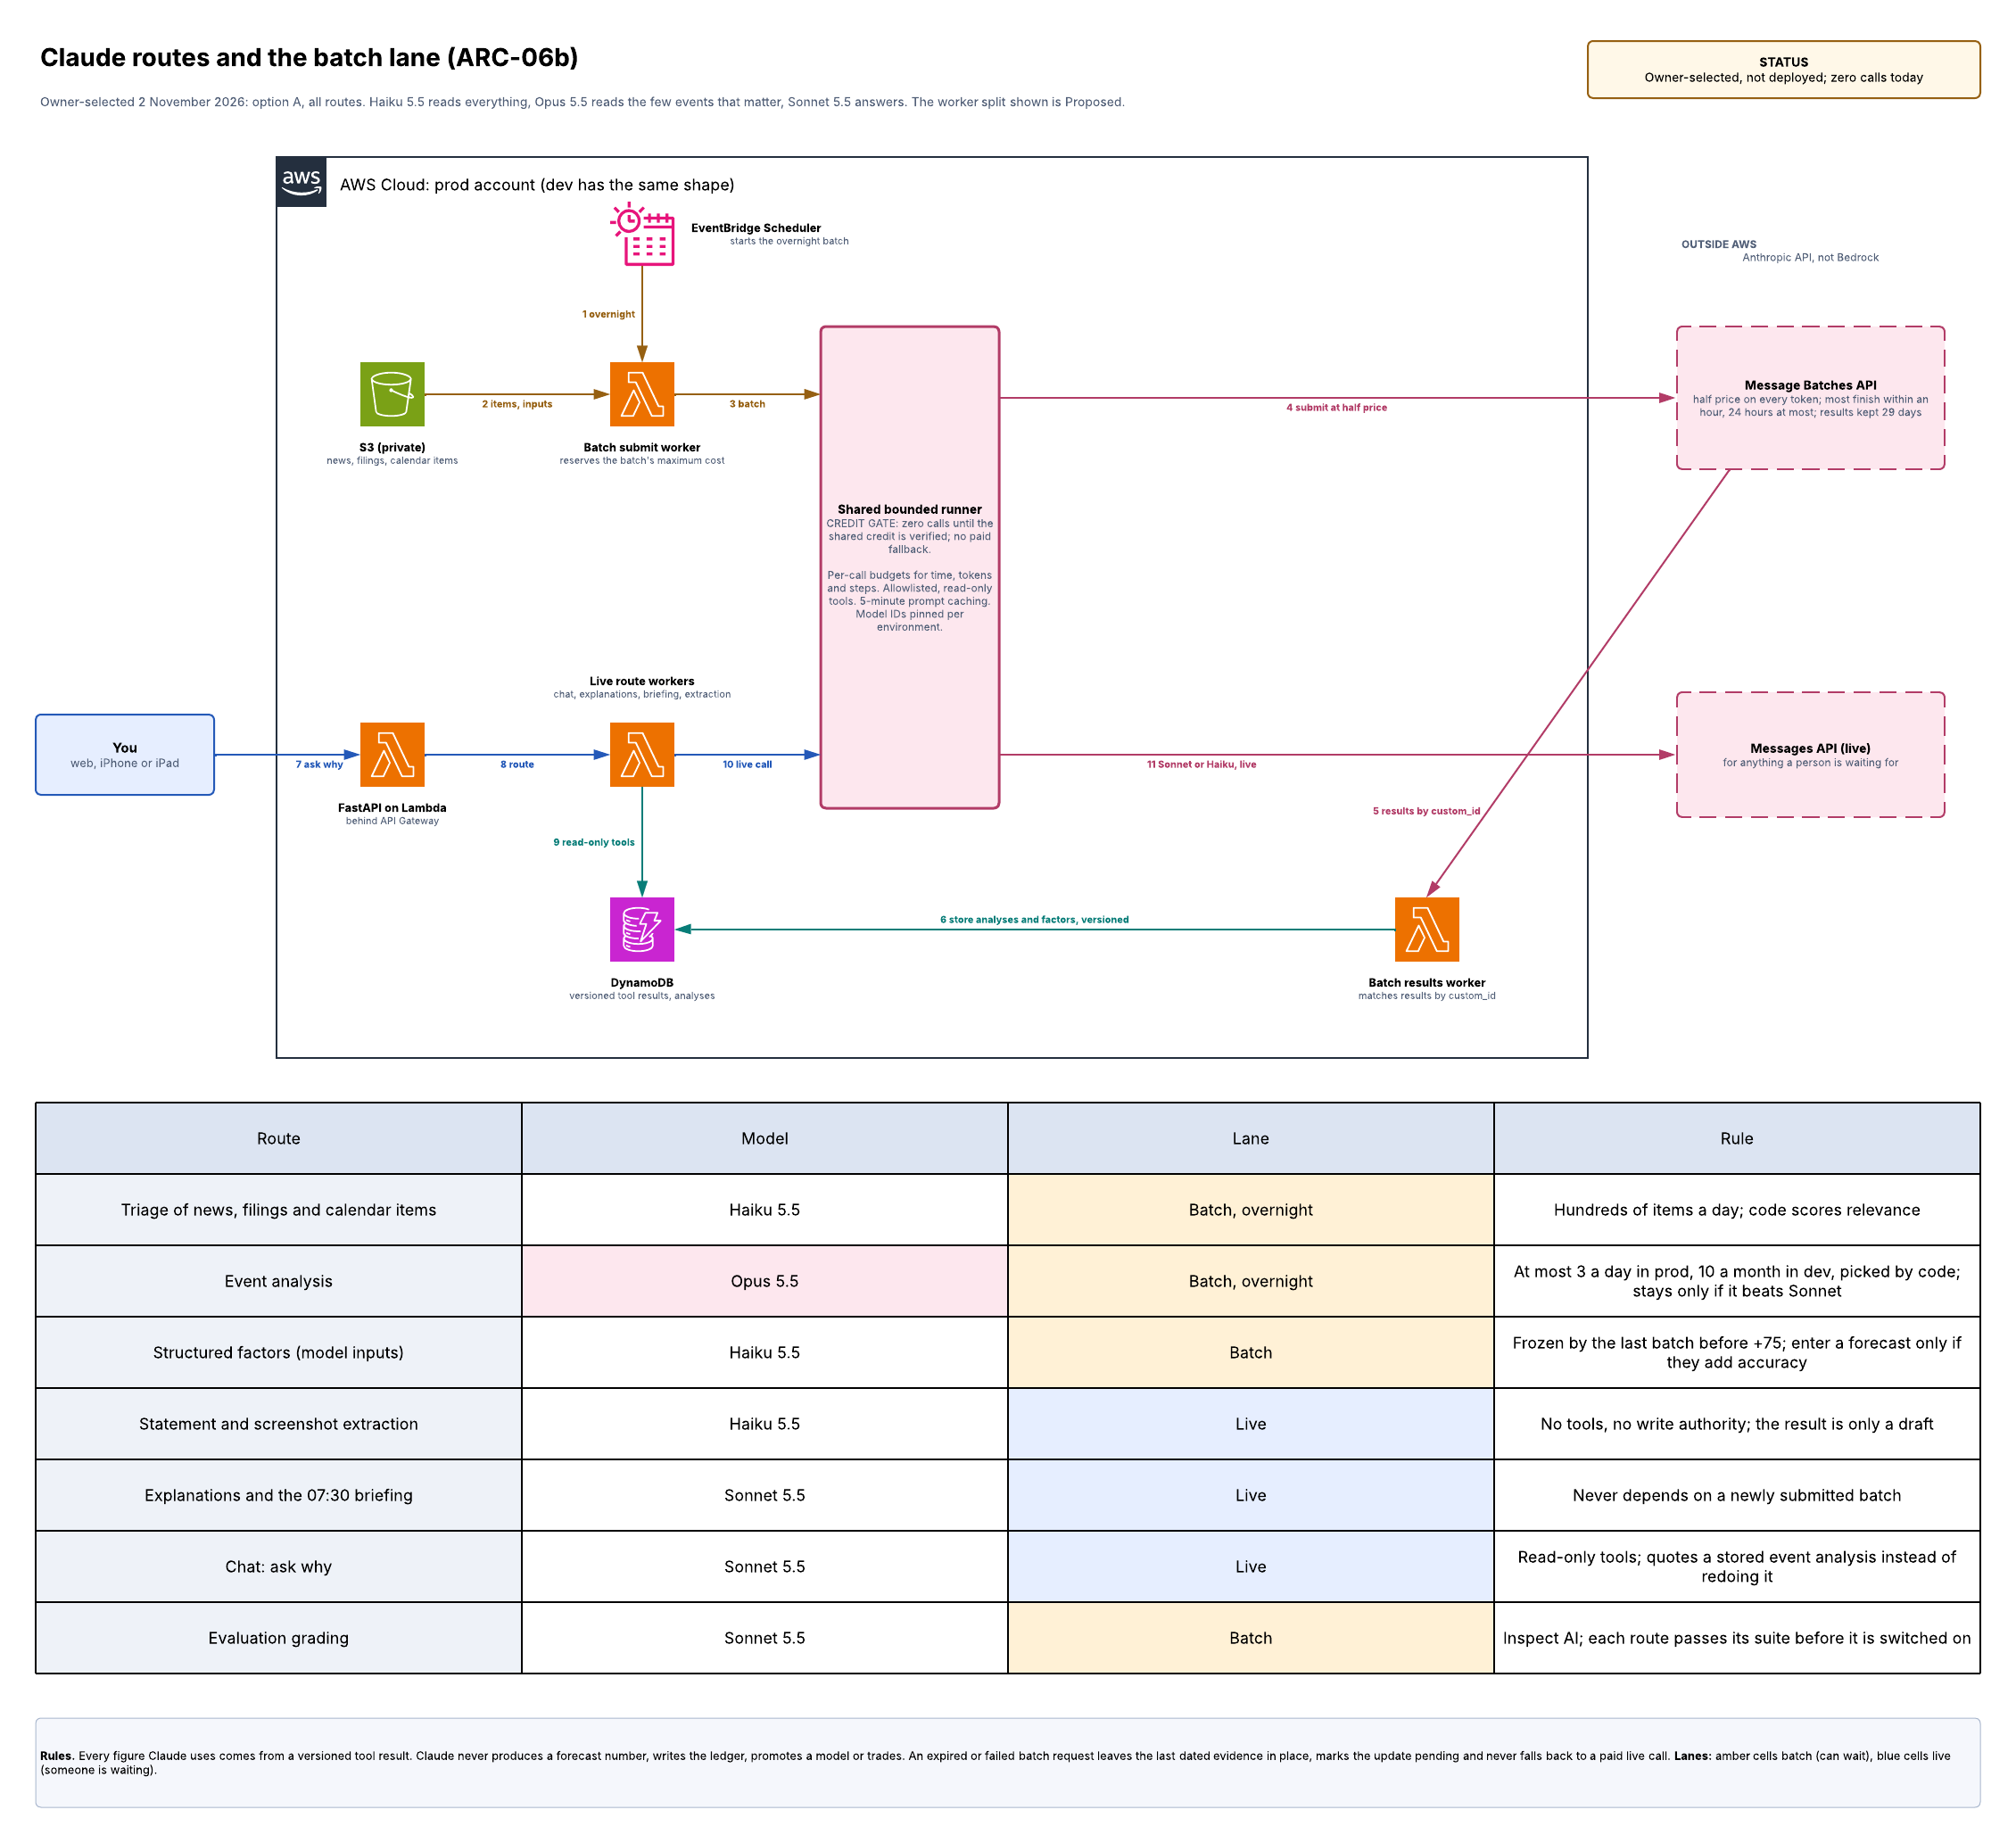 Claude routes and the batch lane (ARC-06b)
STATUS
Owner-selected, not deployed; zero calls today
Owner-selected 2 November 2026: option A, all routes. Haiku 5.5 reads everything, Opus 5.5 reads the few events that matter, Sonnet 5.5 answers. The worker split shown is Proposed.
aws
AWS Cloud: prod account (dev has the same shape)
EventBridge Scheduler
starts the overnight batch
OUTSIDE AWS
Anthropic API, not Bedrock
1 overnight
2 items, inputs
3 batch
4 submit at half price
Message Batches API
half price on every token; most finish within an
hour, 24 hours at most; results kept 29 days
S3 (private)
news, filings, calendar items
Batch submit worker
reserves the batch's maximum cost
Shared bounded runner
CREDIT GATE: zero calls until the
shared credit is verified; no paid
fallback.
Per-call budgets for time, tokens
and steps. Allowlisted, read-only
tools. 5-minute prompt caching.
Model IDs pinned per
environment.
Live route workers
chat, explanations, briefing, extraction
You
web, iPhone or iPad
7 ask why
8 route
10 live call
11 Sonnet or Haiku, live
Messages API (live)
for anything a person is waiting for
FastAPI on Lambda
behind API Gateway
5 results by custom_id
9 read-only tools
6 store analyses and factors, versioned
DynamoDB
versioned tool results, analyses
Batch results worker
matches results by custom_id
Route
Model
Lane
Rule
Triage of news, filings and calendar items
Haiku 5.5
Batch, overnight
Hundreds of items a day; code scores relevance
Event analysis
Opus 5.5
Batch, overnight
At most 3 a day in prod, 10 a month in dev, picked by code;
stays only if it beats Sonnet
Structured factors (model inputs)
Haiku 5.5
Batch
Frozen by the last batch before +75; enter a forecast only if
they add accuracy
Statement and screenshot extraction
Haiku 5.5
Live
No tools, no write authority; the result is only a draft
Explanations and the 07:30 briefing
Sonnet 5.5
Live
Never depends on a newly submitted batch
Chat: ask why
Sonnet 5.5
Live
Read-only tools; quotes a stored event analysis instead of
redoing it
Evaluation grading
Sonnet 5.5
Batch
Inspect AI; each route passes its suite before it is switched on
Rules. Every figure Claude uses comes from a versioned tool result. Claude never produces a forecast number, writes the ledger, promotes a model or trades. An expired or failed batch request leaves the last dated evidence in place, marks the update pending and never falls back to a paid live call. Lanes: amber cells batch (can wait), blue cells live
(someone is waiting).